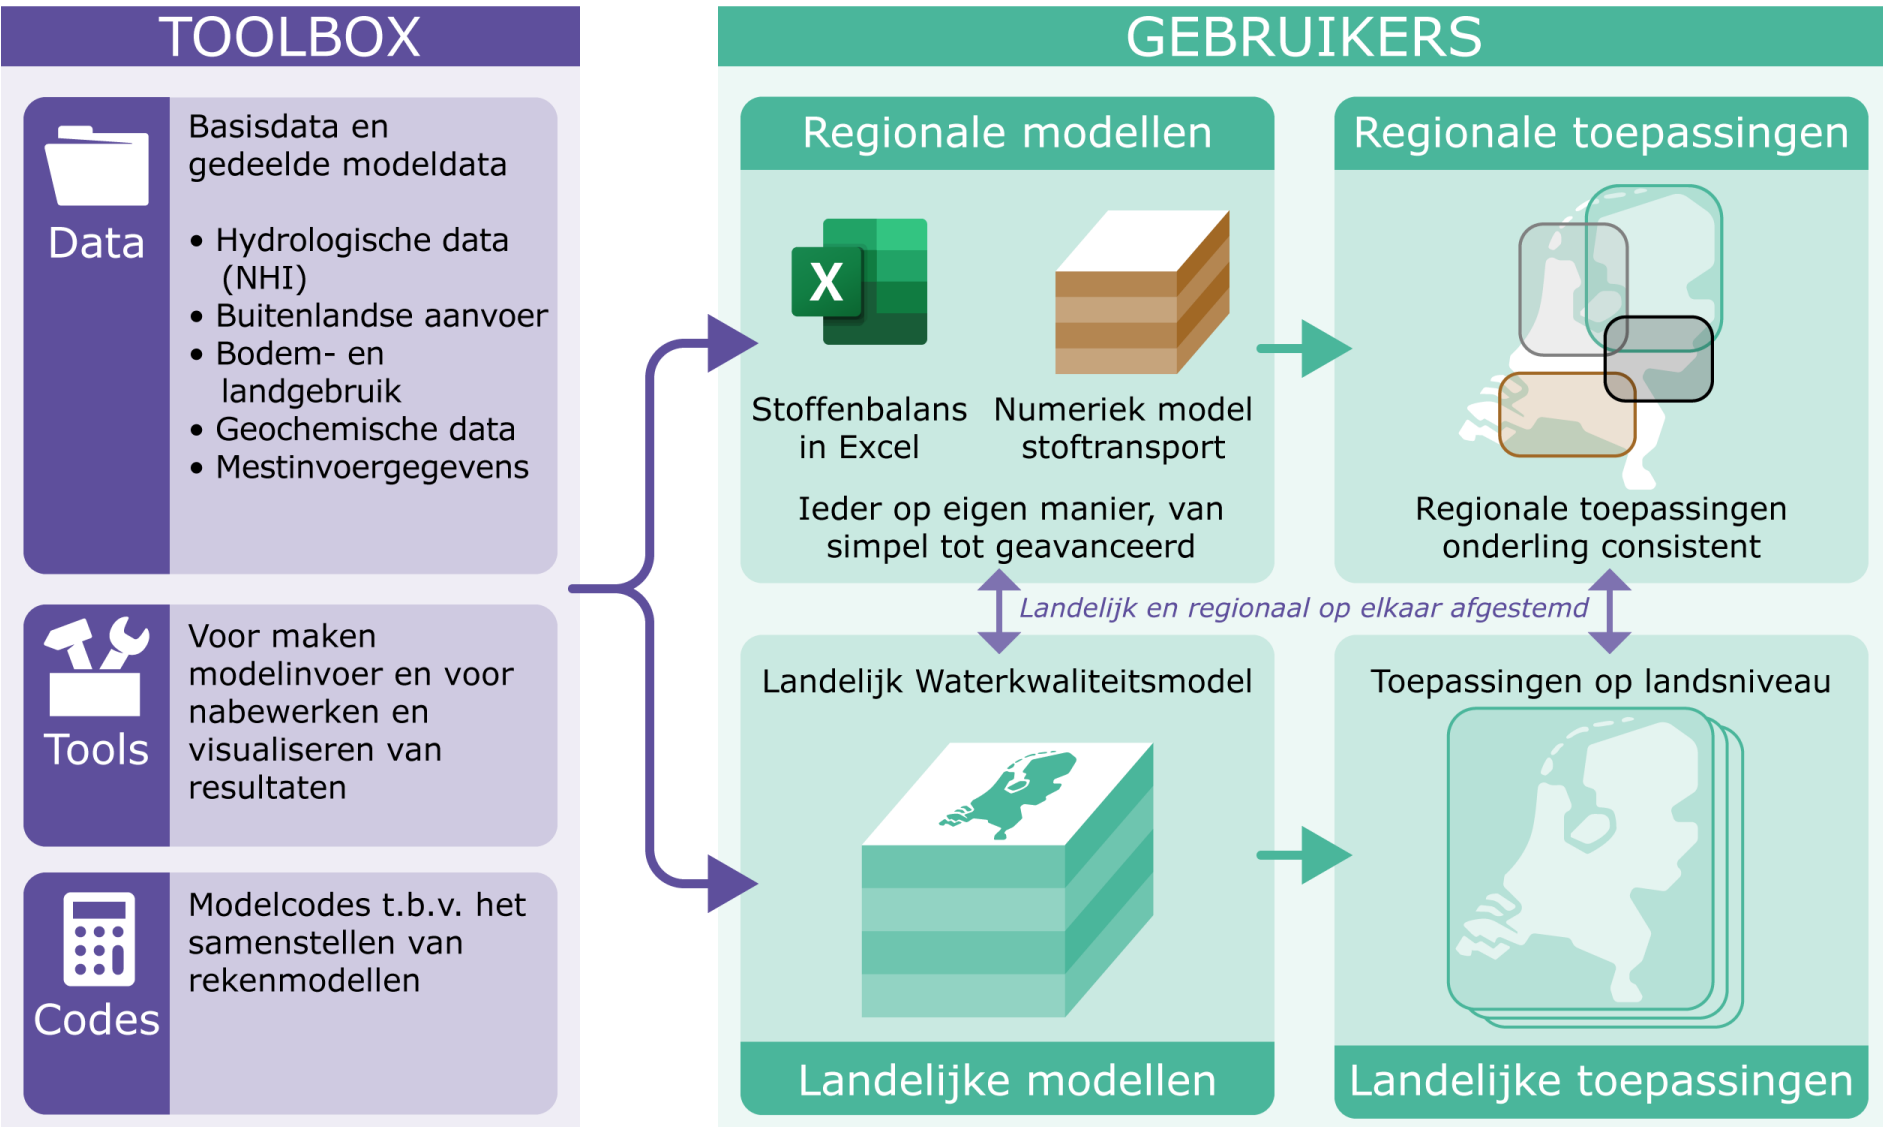 TOOLBOX
Data
Basisdata en
gedeelde modeldata
• Hydrologische data
(NHI)
• Buitenlandse aanvoer
• Bodem- en
landgebruik
• Geochemische data
• Mestinvoergegevens
Tools
Voor maken
modelinvoer en voor
nabewerken en
visualiseren van
resultaten
Codes
Modelcodes t.b.v. het
samenstellen van
rekenmodellen
GEBRUIKERS
Regionale modellen
X
Stoffenbalans
in Excel
Numeriek model
stoftransport
Ieder op eigen manier, van
simpel tot geavanceerd
Regionale toepassingen
Regionale toepassingen
onderling consistent
Landelijk en regionaal op elkaar afgestemd
Landelijk Waterkwaliteitsmodel
Landelijke modellen
Toepassingen op landsniveau
Landelijke toepassingen